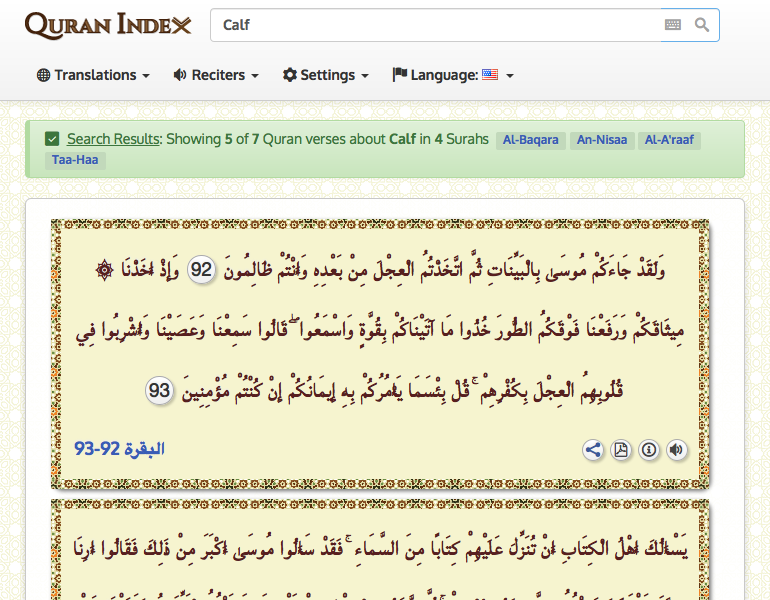 QURAN INDEX
Calf
Translations Reciters Settings Language:
Search Results: Showing 5 of 7 Quran verses about Calf in 4 Surahs Al-Baqara An-Nisaa Al-A'raaf
Taa-Haa
وَلَقَدْ جَاءَكُمْ مُوسَى بِالْبَيِّنَاتِ ثُمَّ اتَّخَذْتُمُ الْعِجْلَ مِنْ بَعْدِهِ وَأَنْتُمْ ظَالِمُونَ 92 وَإِذْ أَخَذْنَا ۞
مِيثَاقَكُمْ وَرَفَعْنَا فَوْقَكُمُ الطُّورَ خُذُوا مَا آتَيْنَاكُمْ بِقُوَّةٍ وَاسْمَعُوا ۖ قَالُوا سَمِعْنَا وَعَصَيْنَا وَأُشْرِبُوا فِي
قُلُوبِهِمُ الْعِجْلَ بِكُفْرِهِمْ ۚ قُلْ بِئْسَمَا يَأْمُرُكُمْ بِهِ إِيمَانُكُمْ إِنْ كُنْتُمْ مُؤْمِنِينَ 93
البقرة 92-93
يَسْأَلُكَ أَهْلُ الْكِتَابِ أَنْ تُنَزِّلَ عَلَيْهِمْ كِتَابًا مِنَ السَّمَاءِ ۚ فَقَدْ سَأَلُوا مُوسَى أَكْبَرَ مِنْ ذَلِكَ فَقَالُوا أَرِنَا